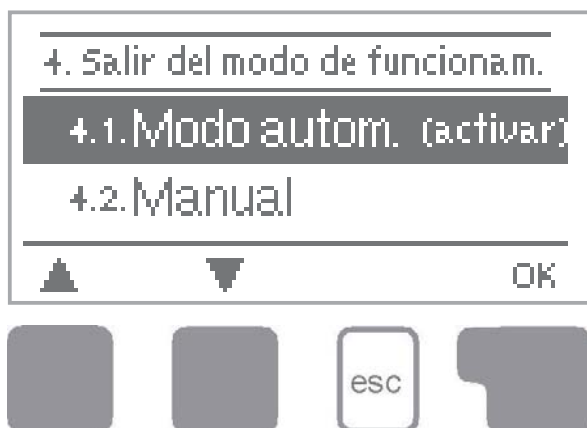 4. Salir del modo de funcionam.
4.1. Modo autom. (activar)
4.2. Manual
OK
esc